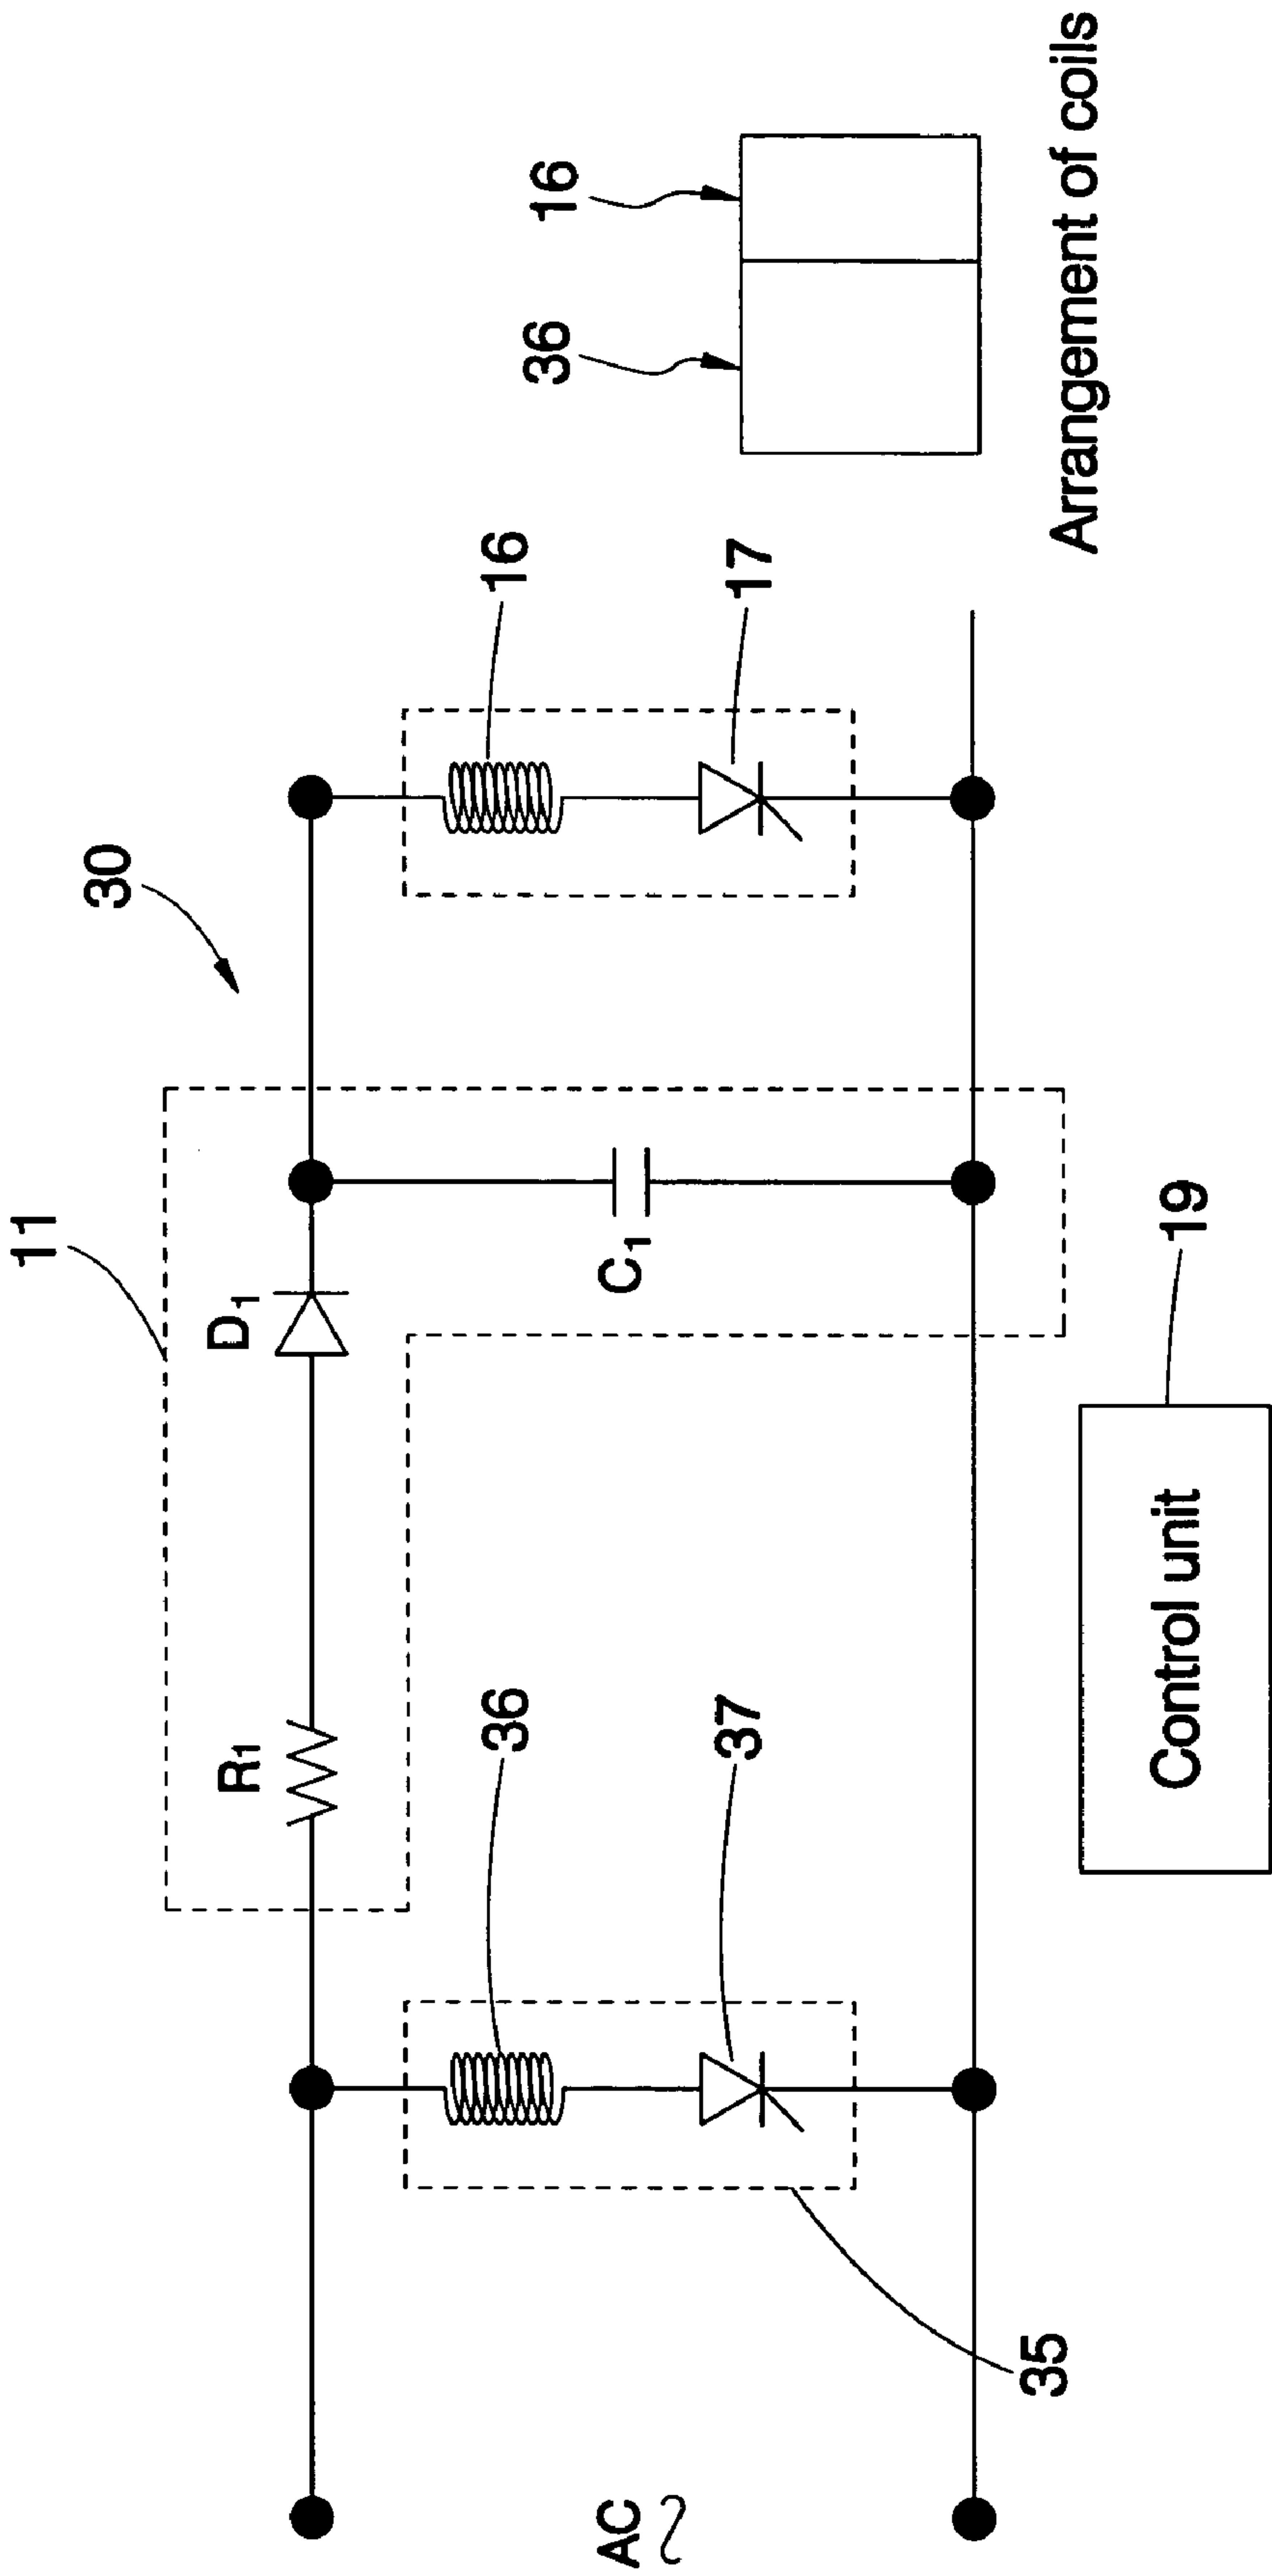 11
30
D1
R1
16
36
16
36
C1
17
37
AC
35
19
Control unit
Arrangement of coils